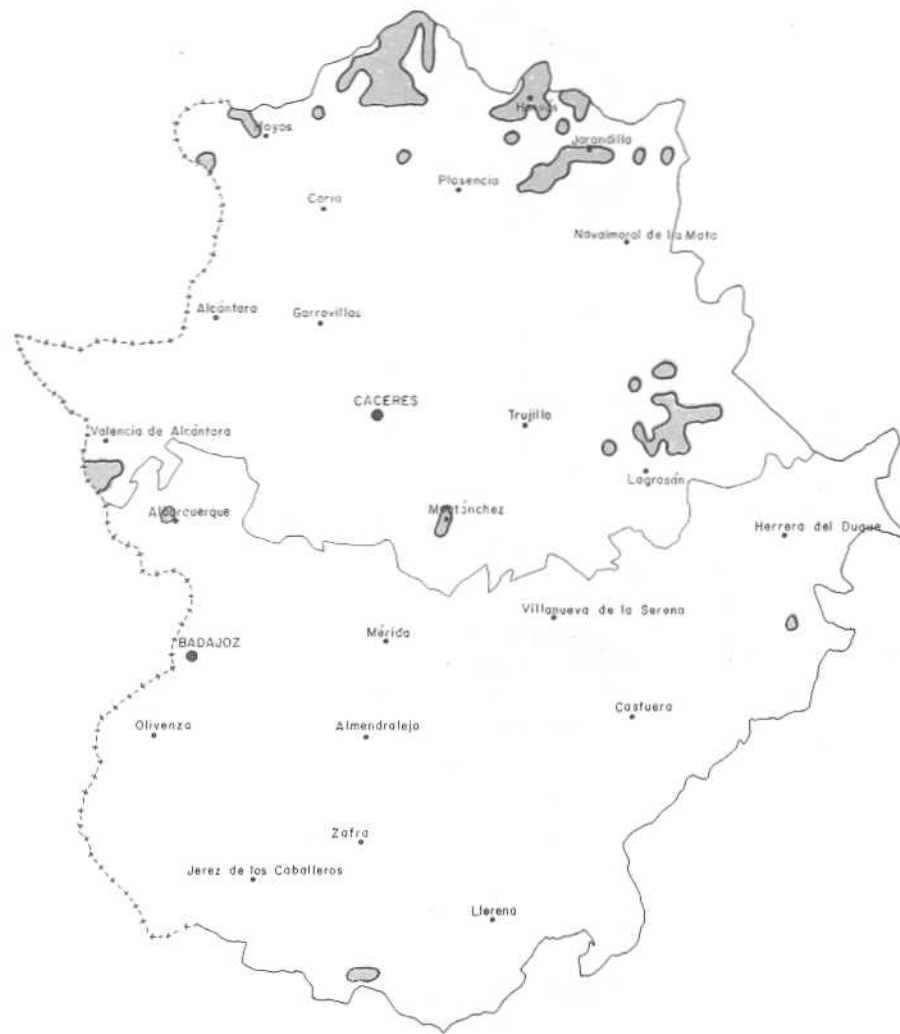 Hervás
Hoyos
Jarandilla
Plasencia
Coria
Navalmoral de la Mata
Alcántara
Garrovillas
CACERES
Trujillo
Valencia de Alcántara
Logrosán
Alburcuerque
Montánchez
Herrera del Duque
Villanueva de la Serena
Mérida
BADAJOZ
Castuera
Olivenza
Almendralejo
Zafra
Jerez de los Caballeros
Llerena